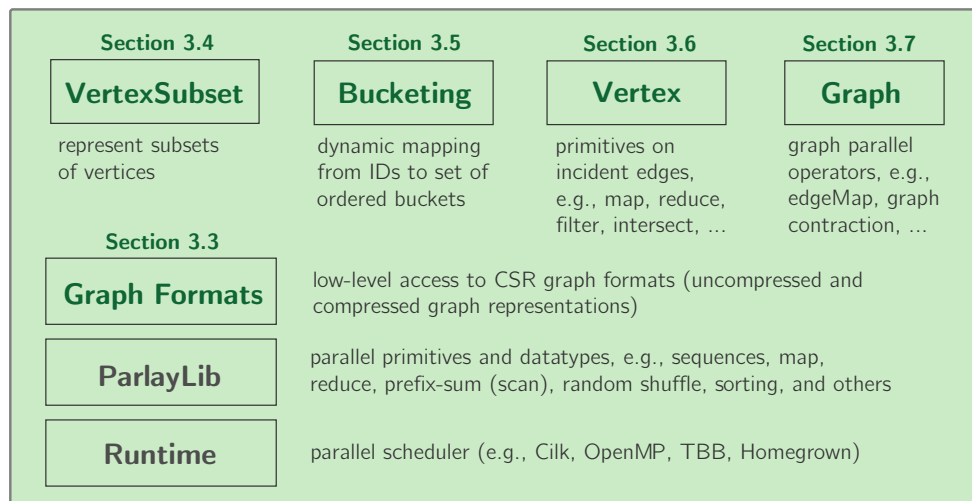 Section 3.4
VertexSubset
represent subsets
of vertices
Section 3.5
Bucketing
dynamic mapping
from IDs to set of
ordered buckets
Section 3.6
Vertex
primitives on
incident edges,
e.g., map, reduce,
filter, intersect, ...
Section 3.7
Graph
graph parallel
operators, e.g.,
edgeMap, graph
contraction, ...
Section 3.3
Graph Formats
low-level access to CSR graph formats (uncompressed and
compressed graph representations)
ParlayLib
parallel primitives and datatypes, e.g., sequences, map,
reduce, prefix-sum (scan), random shuffle, sorting, and others
Runtime
parallel scheduler (e.g., Cilk, OpenMP, TBB, Homegrown)